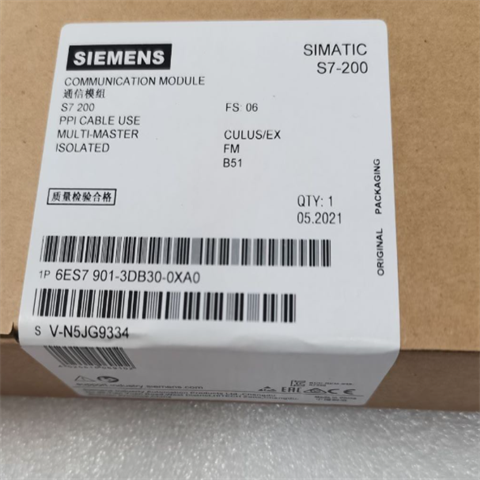 SIEMENS
SIMATIC
S7-200
COMMUNICATION MODULE
通信模组
S7 200 FS 06
PPI CABLE USE
MULTI-MASTER CULUS/EX
ISOLATED FM
B51
质量检验合格
QTY: 1
05.2021
ORIGINAL PACKAGING
1P 6ES7 901-3DB30-0XA0
S V-N5JG9334
EAC CE